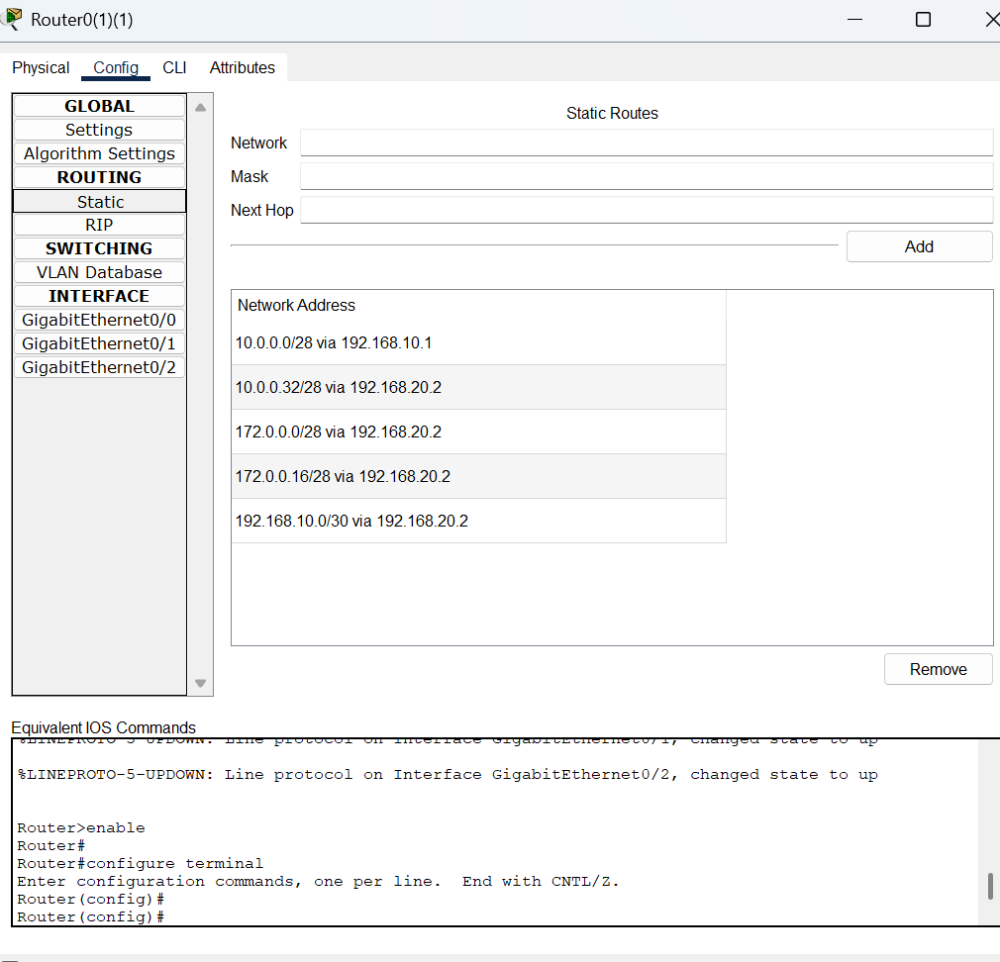 Router0(1)(1)
Physical Config CLI Attributes
GLOBAL
Settings
Algorithm Settings
ROUTING
Static
RIP
SWITCHING
VLAN Database
INTERFACE
GigabitEthernet0/0
GigabitEthernet0/1
GigabitEthernet0/2
Static Routes
Network
Mask
Next Hop
Add
Network Address
10.0.0.0/28 via 192.168.10.1
10.0.0.32/28 via 192.168.20.2
172.0.0.0/28 via 192.168.20.2
172.0.0.16/28 via 192.168.20.2
192.168.10.0/30 via 192.168.20.2
Remove
Equivalent IOS Commands
%LINEPROTO-5-UPDOWN: Line protocol on Interface GigabitEthernet0/1, changed state to up
%LINEPROTO-5-UPDOWN: Line protocol on Interface GigabitEthernet0/2, changed state to up
Router>enable
Router#
Router#configure terminal
Enter configuration commands, one per line. End with CNTL/Z.
Router(config)#
Router(config)#